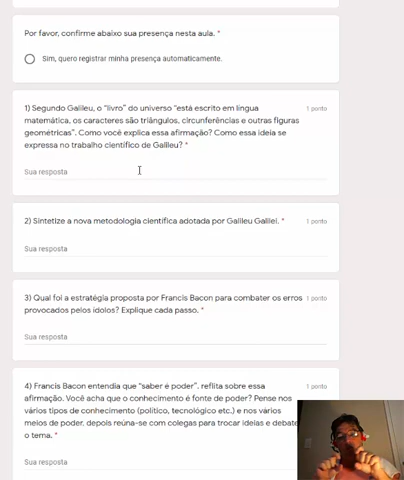 Por favor, confirme abaixo sua presença nesta aula. *
Sim, quero registrar minha presença automaticamente.
1) Segundo Galileu, o "livro" do universo "está escrito em língua 1 ponto
matemática, os caracteres são triângulos, circunferências e outras figuras
geométricas". Como você explica essa afirmação? Como essa ideia se
expressa no trabalho científico de Galileu? *
Sua resposta
2) Sintetize a nova metodologia científica adotada por Galileu Galilei. * 1 ponto
Sua resposta
3) Qual foi a estratégia proposta por Francis Bacon para combater os erros 1 ponto
provocados pelos ídolos? Explique cada passo. *
Sua resposta
4) Francis Bacon entendia que "saber é poder". reflita sobre essa 1 ponto
afirmação. Você acha que o conhecimento é fonte de poder? Pense nos
vários tipos de conhecimento (político, tecnológico etc.) e nos vários
meios de poder. depois reúna-se com colegas para trocar ideias e debate
o tema. *
Sua resposta